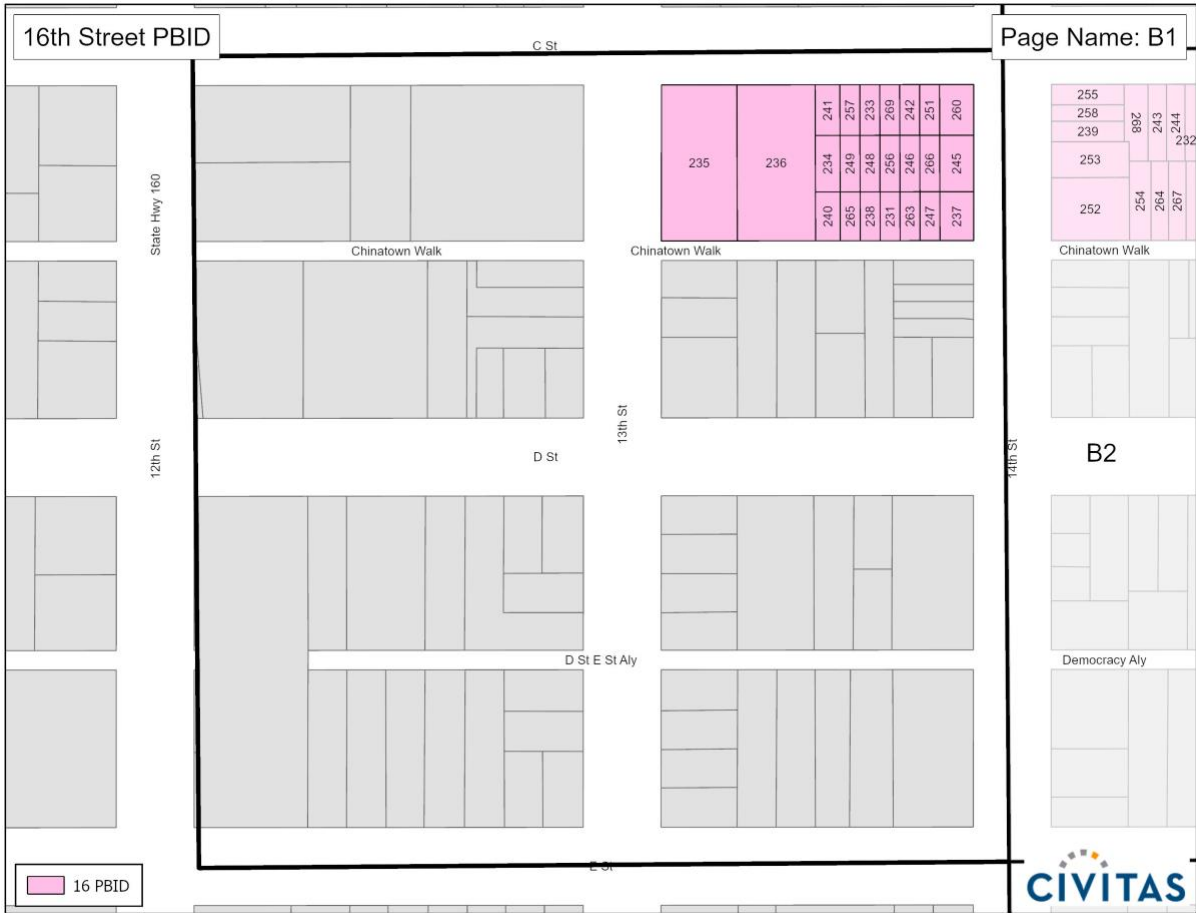 16th Street PBID
C St
Page Name: B1
241 257 233 269 242 251 260
235 236
234 249 248 256 246 266 245
240 265 238 231 263 247 237
255
258
239
253
252
268 243 244
232
254 264 267
State Hwy 160
Chinatown Walk
Chinatown Walk
Chinatown Walk
13th St
12th St
D St
14th St
B2
D St E St Aly
Democracy Aly
E St
16 PBID
CIVITAS